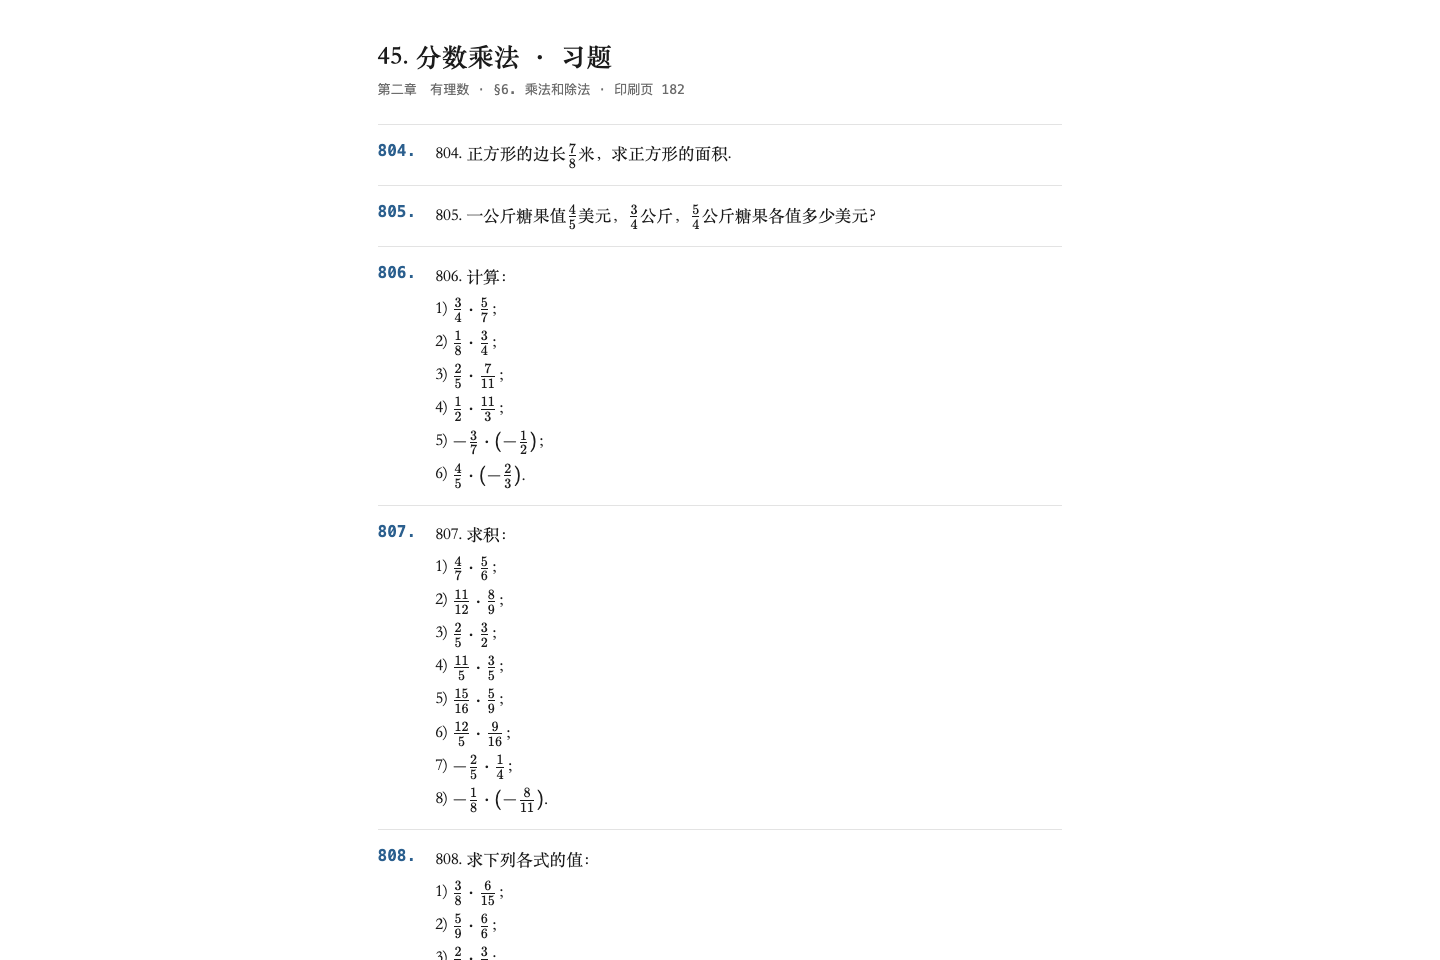 45. 分数乘法 · 习题
第二章 有理数 · §6. 乘法和除法 · 印刷页 182
804. 804. 正方形的边长7/8米，求正方形的面积.
805. 805. 一公斤糖果值4/5美元，3/4公斤，5/4公斤糖果各值多少美元?
806. 806. 计算：
1) 3/4 · 5/7；
2) 1/8 · 3/4；
3) 2/5 · 7/11；
4) 1/2 · 11/3；
5) −3/7 · (−1/2)；
6) 4/5 · (−2/3).
807. 807. 求积：
1) 4/7 · 5/6；
2) 11/12 · 8/9；
3) 2/5 · 3/2；
4) 11/5 · 3/5；
5) 15/16 · 5/9；
6) 12/5 · 9/16；
7) −2/5 · 1/4；
8) −1/8 · (−8/11).
808. 808. 求下列各式的值：
1) 3/8 · 6/15；
2) 5/9 · 6/6；